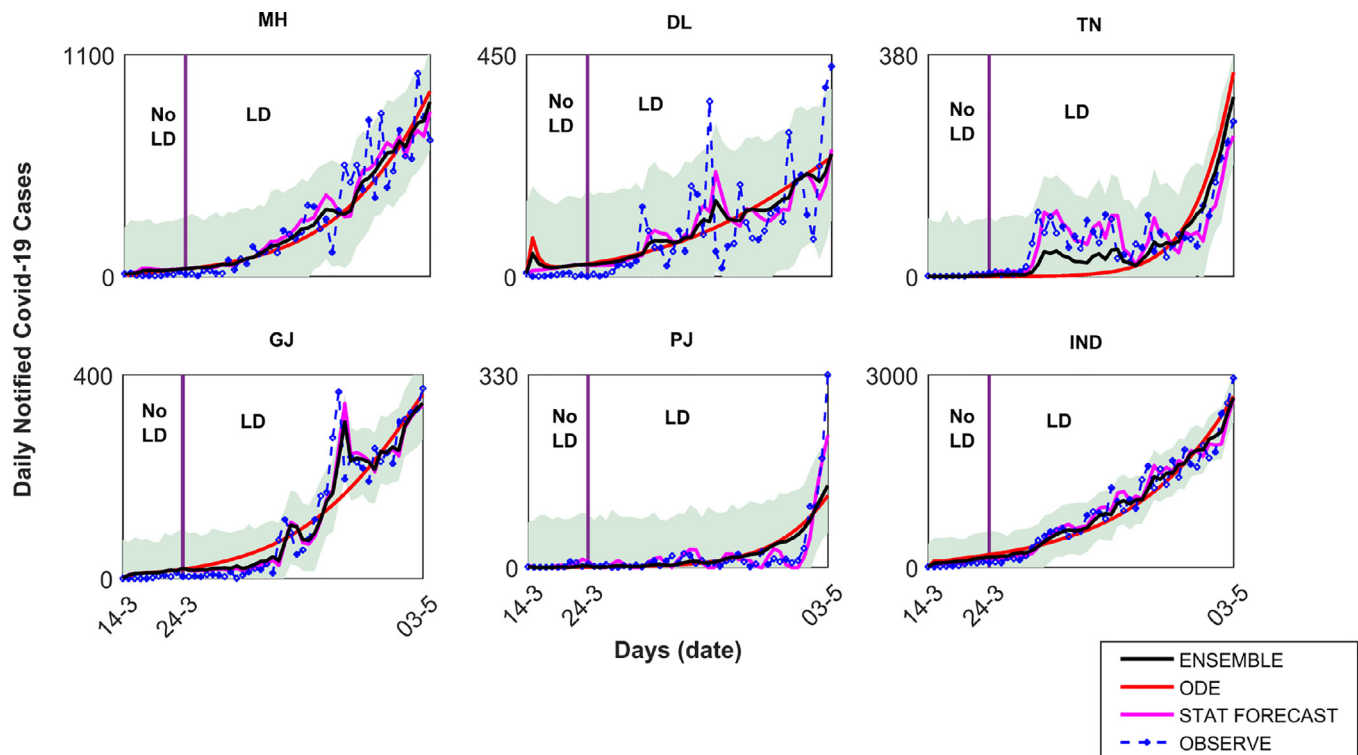 MH
DL
TN
1100
450
380
No
LD
LD
No
LD
LD
No
LD
LD
0
0
0
Daily Notified Covid-19 Cases
GJ
PJ
IND
400
330
3000
No
LD
LD
No
LD
LD
No
LD
LD
0
0
0
14-3
24-3
03-5
14-3
24-3
03-5
14-3
24-3
03-5
Days (date)
ENSEMBLE
ODE
STAT FORECAST
OBSERVE